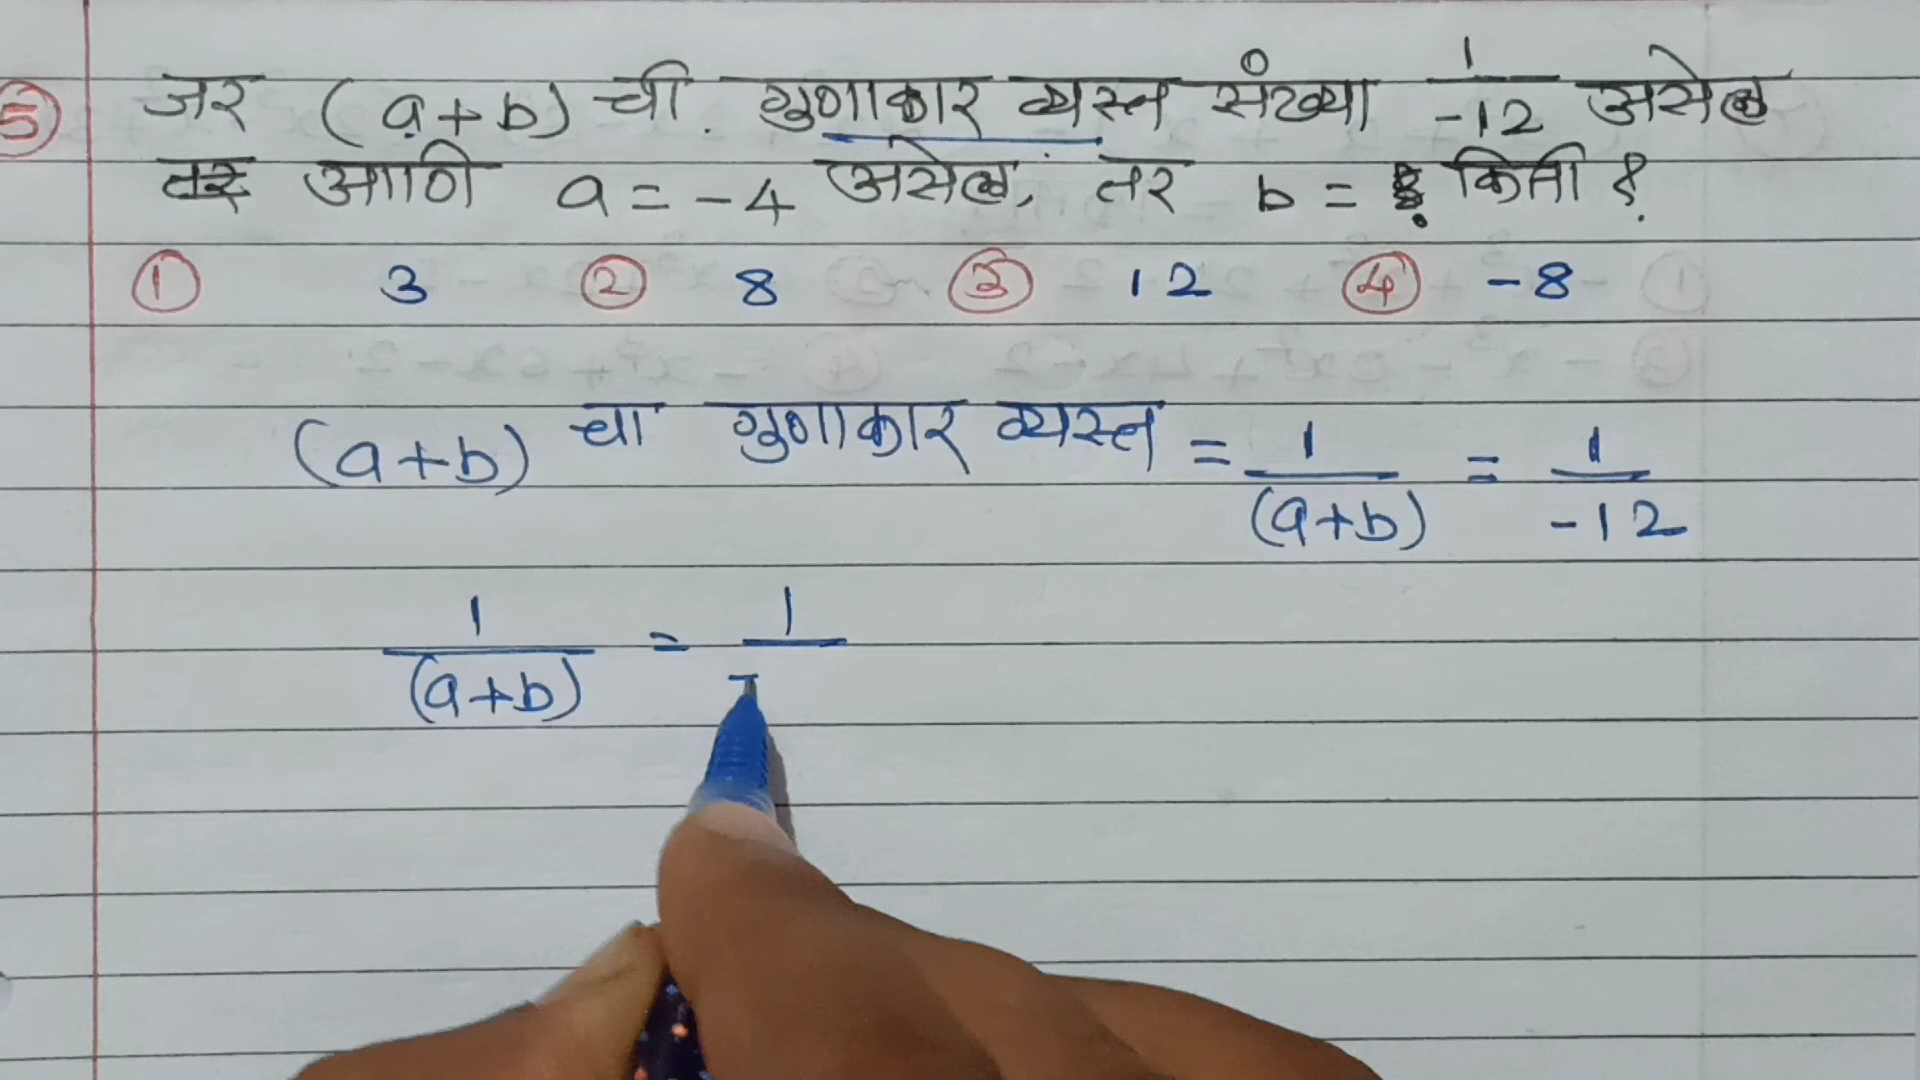 5 जर (a+b) ची गुणाकार व्यस्त संख्या 1/-12 असेल
तर आणि a = -4 असेल, तर b = ? किती ?
1 3 2 8 3 12 4 -8
(a+b) चा गुणाकार व्यस्त = 1/(a+b) = 1/-12
1/(a+b) = 1/-